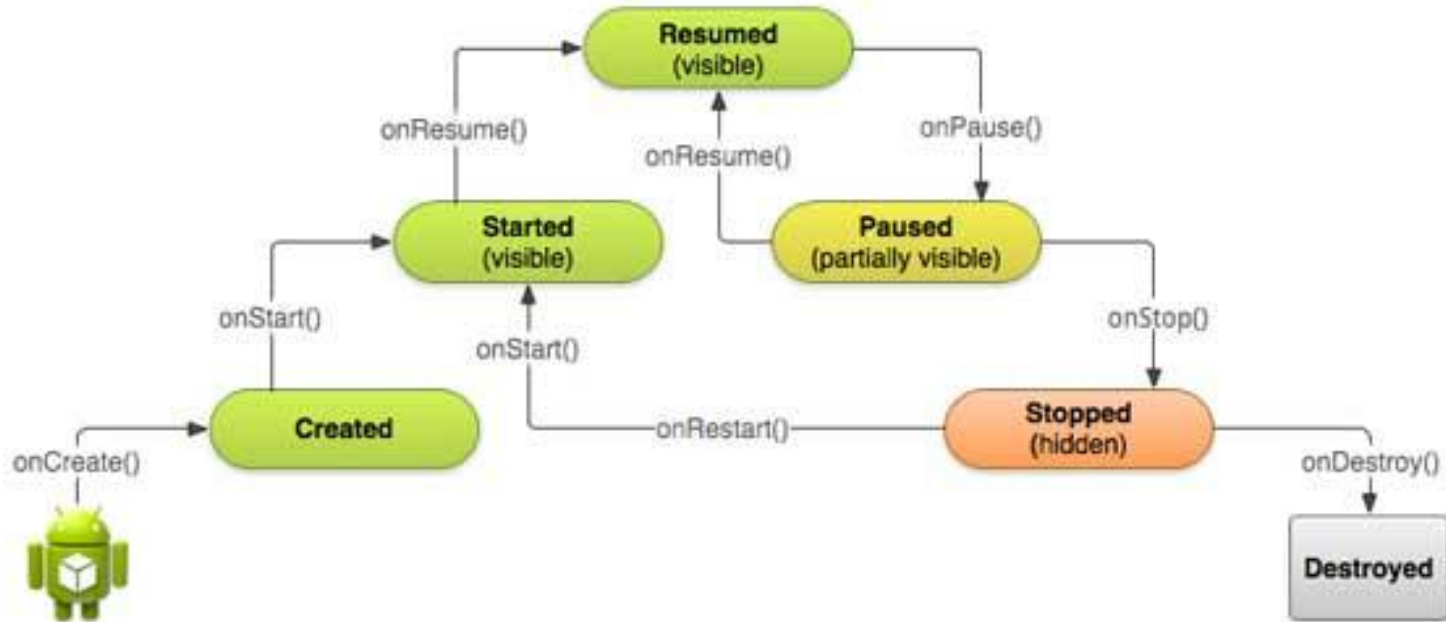 Resumed
(visible)
onResume()
onPause()
onResume()
Started
(visible)
Paused
(partially visible)
onStart()
onStart()
onStop()
Created
onRestart()
Stopped
(hidden)
onCreate()
onDestroy()
Destroyed